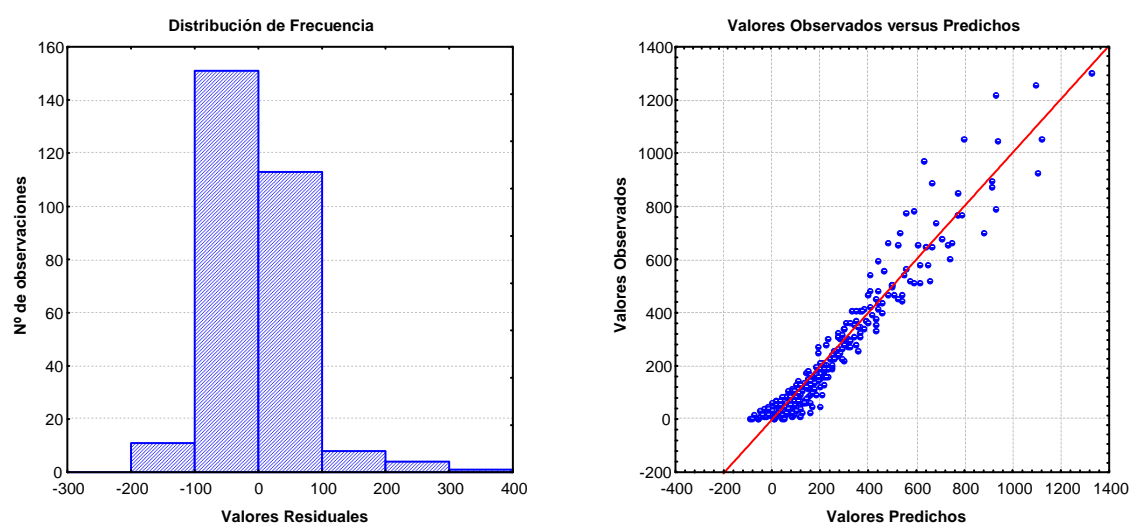 Distribución de Frecuencia
160
140
120
100
80
60
40
20
0
Nº de observaciones
-300 -200 -100 0 100 200 300 400
Valores Residuales
Valores Observados versus Predichos
1400
1200
1000
800
600
400
200
0
-200
Valores Observados
-400 -200 0 200 400 600 800 1000 1200 1400
Valores Predichos